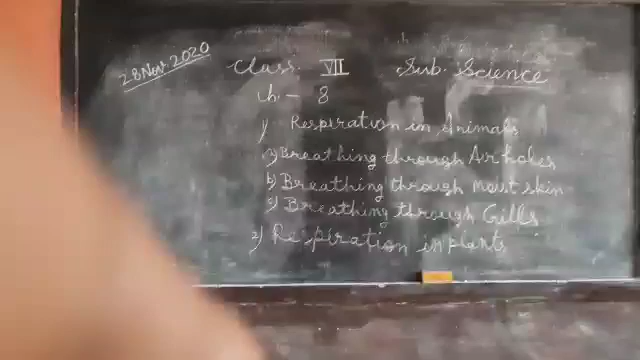 28 Nov. 2020
Class. VII Sub. Science
Ch. - 8
1) Respiration in Animals
a) Breathing through Air holes
b) Breathing through Moist skin
c) Breathing through Gills
2) Respiration in plants